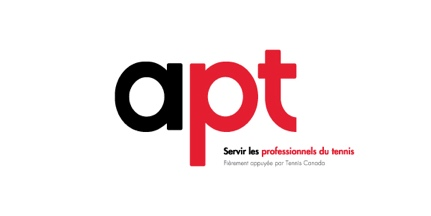 apt
Servir les professionnels du tennis
Fièrement appuyée par Tennis Canada